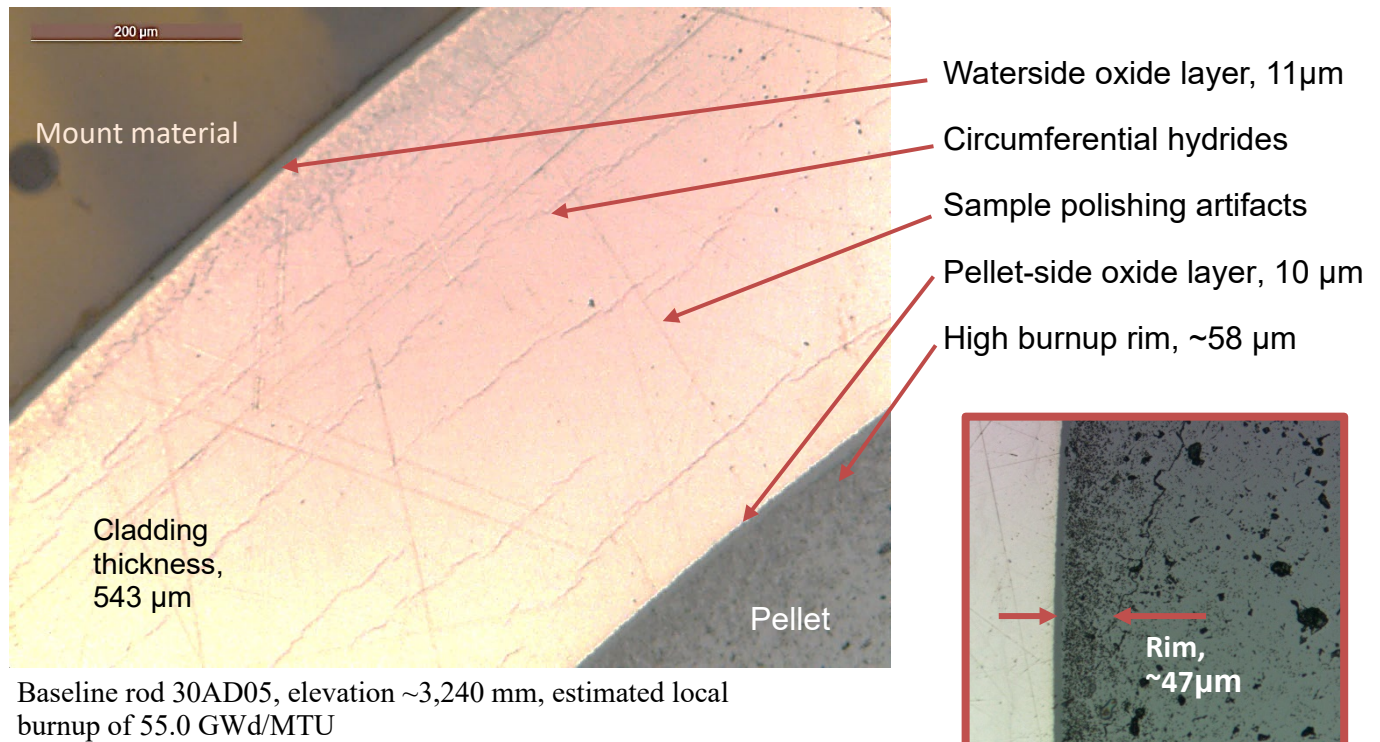 200 µm
Mount material
Waterside oxide layer, 11µm
Circumferential hydrides
Sample polishing artifacts
Pellet-side oxide layer, 10 µm
High burnup rim, ~58 µm
Cladding
thickness,
543 µm
Pellet
Rim,
~47µm
Baseline rod 30AD05, elevation ~3,240 mm, estimated local
burnup of 55.0 GWd/MTU